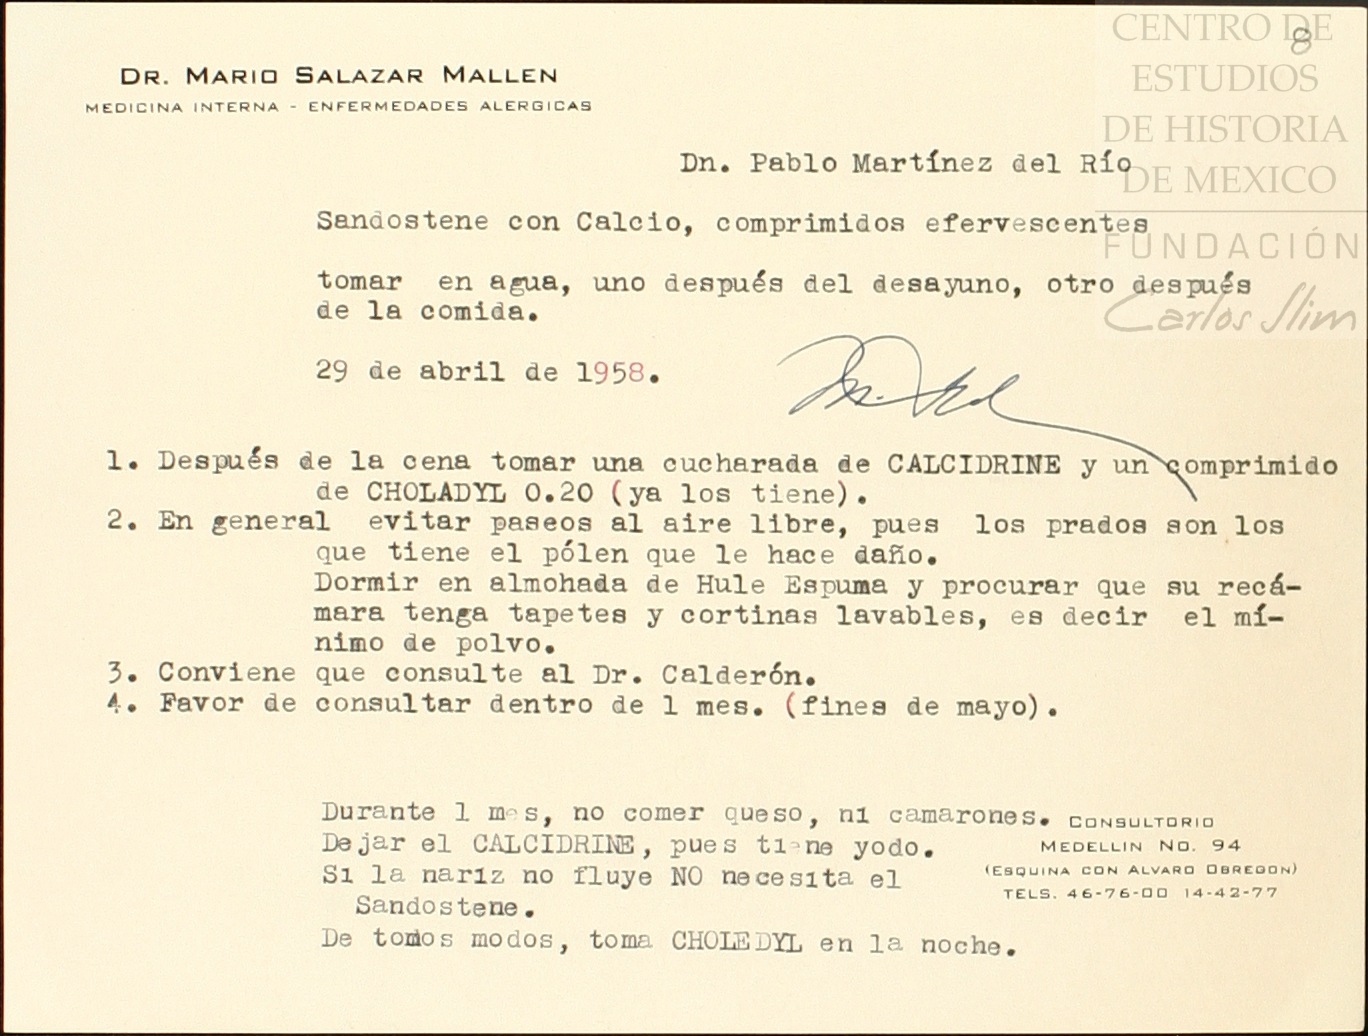 8
CENTRO DE
ESTUDIOS
DE HISTORIA
DE MEXICO
FUNDACIÓN
Carlos Slim
DR. MARIO SALAZAR MALLEN
MEDICINA INTERNA - ENFERMEDADES ALERGICAS
Dn. Pablo Martínez del Río
Sandostene con Calcio, comprimidos efervescentes
tomar en agua, uno después del desayuno, otro después
de la comida.
29 de abril de 1958.
1. Después de la cena tomar una cucharada de CALCIDRINE y un comprimido
de CHOLADYL 0.20 (ya los tiene).
2. En general evitar paseos al aire libre, pues los prados son los
que tiene el pólen que le hace daño.
Dormir en almohada de Hule Espuma y procurar que su recá-
mara tenga tapetes y cortinas lavables, es decir el mí-
nimo de polvo.
3. Conviene que consulte al Dr. Calderón.
4. Favor de consultar dentro de 1 mes. (fines de mayo).
Durante 1 mes, no comer queso, ni camarones.
Dejar el CALCIDRINE, pues tiene yodo.
Si la nariz no fluye NO necesita el
Sandostene.
De todos modos, toma CHOLEDYL en la noche.
CONSULTORIO
MEDELLIN NO. 94
(ESQUINA CON ALVARO OBREGON)
TELS. 46-76-00 14-42-77